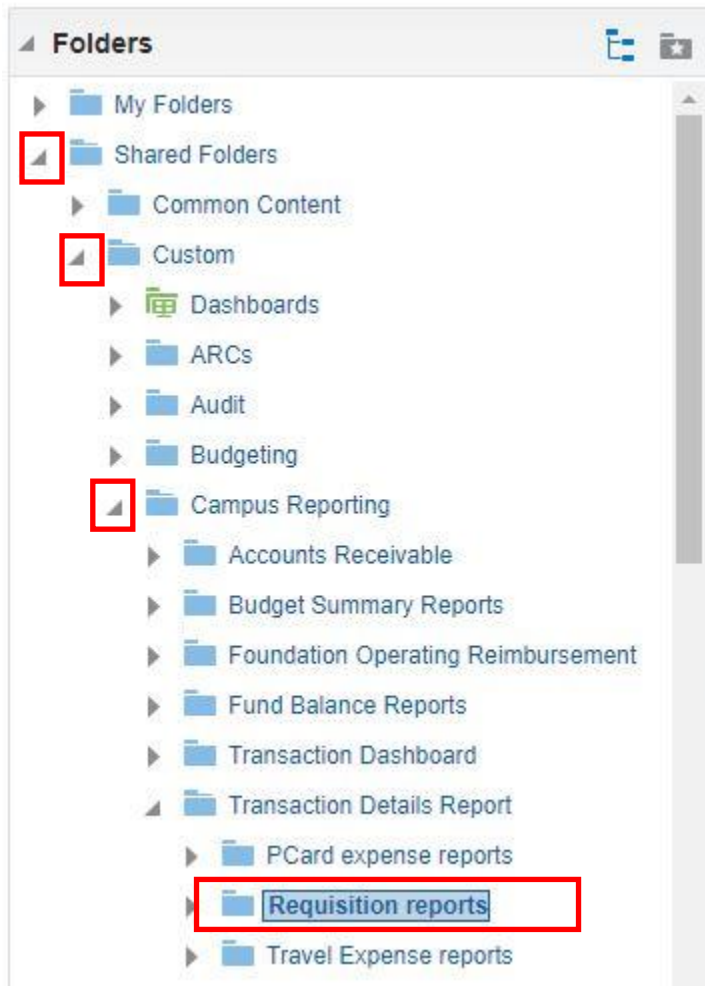 Folders
My Folders
Shared Folders
Common Content
Custom
Dashboards
ARCs
Audit
Budgeting
Campus Reporting
Accounts Receivable
Budget Summary Reports
Foundation Operating Reimbursement
Fund Balance Reports
Transaction Dashboard
Transaction Details Report
PCard expense reports
Requisition reports
Travel Expense reports